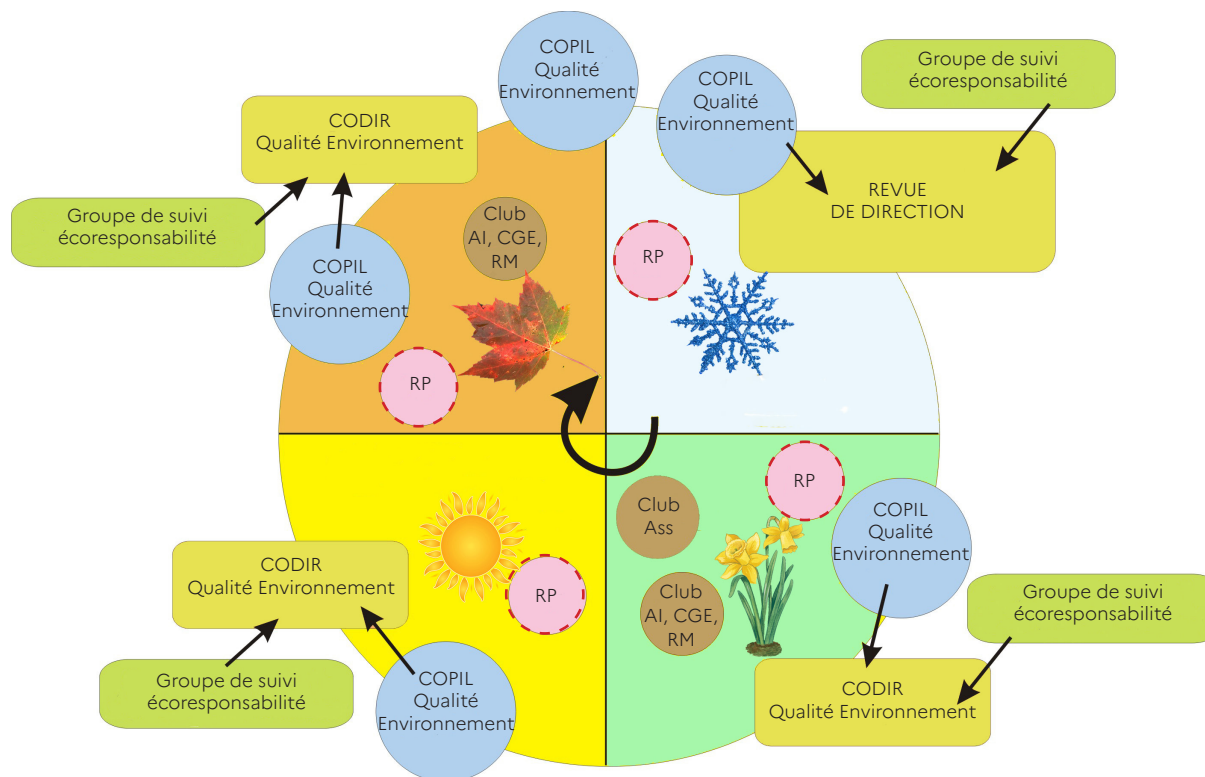 COPIL
Qualité
Environnement
COPIL
Qualité
Environnement
Groupe de suivi
écoresponsabilité
REVUE
DE DIRECTION
RP
CODIR
Qualité Environnement
Groupe de suivi
écoresponsabilité
COPIL
Qualité
Environnement
Club
AI, CGE,
RM
RP
RP
Club
Ass
Club
AI, CGE,
RM
COPIL
Qualité
Environnement
Groupe de suivi
écoresponsabilité
CODIR
Qualité Environnement
RP
CODIR
Qualité Environnement
Groupe de suivi
écoresponsabilité
COPIL
Qualité
Environnement